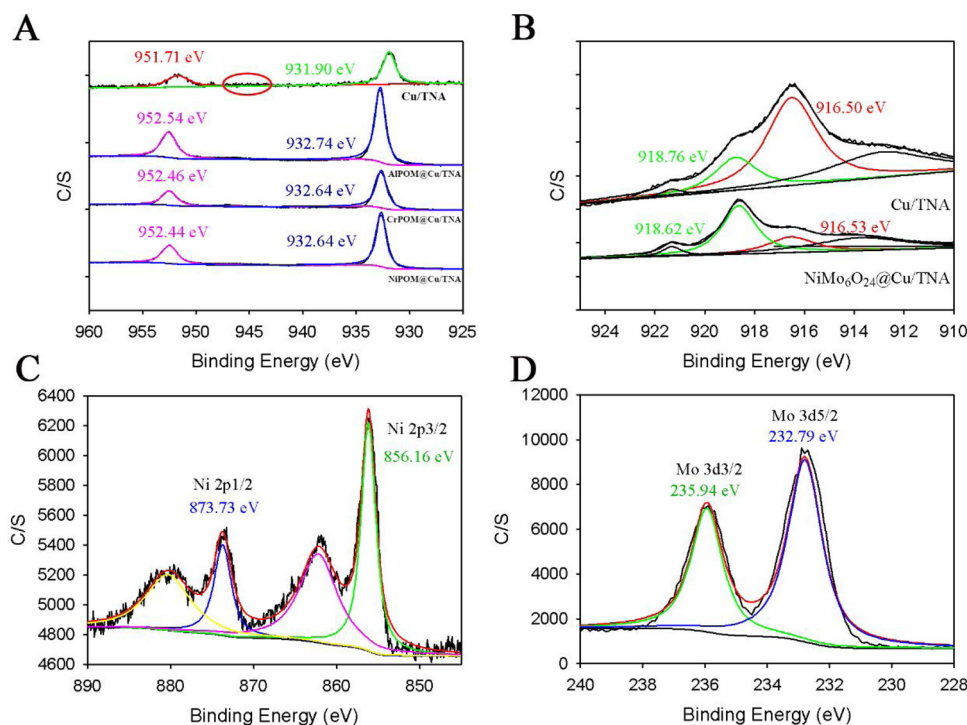 A
951.71 eV
931.90 eV
Cu/TNA
952.54 eV
932.74 eV
AlPOM@Cu/TNA
952.46 eV
932.64 eV
CrPOM@Cu/TNA
952.44 eV
932.64 eV
NiPOM@Cu/TNA
C/S
960 955 950 945 940 935 930 925
Binding Energy (eV)
B
916.50 eV
918.76 eV
Cu/TNA
918.62 eV
916.53 eV
NiMo₆O₂₄@Cu/TNA
C/S
924 922 920 918 916 914 912 910
Binding Energy (eV)
C
6400
6200
6000
5800
5600
5400
5200
5000
4800
4600
C/S
Ni 2p3/2
856.16 eV
Ni 2p1/2
873.73 eV
890 880 870 860 850
Binding Energy (eV)
D
12000
10000
8000
6000
4000
2000
0
C/S
Mo 3d5/2
232.79 eV
Mo 3d3/2
235.94 eV
240 238 236 234 232 230 228
Binding Energy (eV)